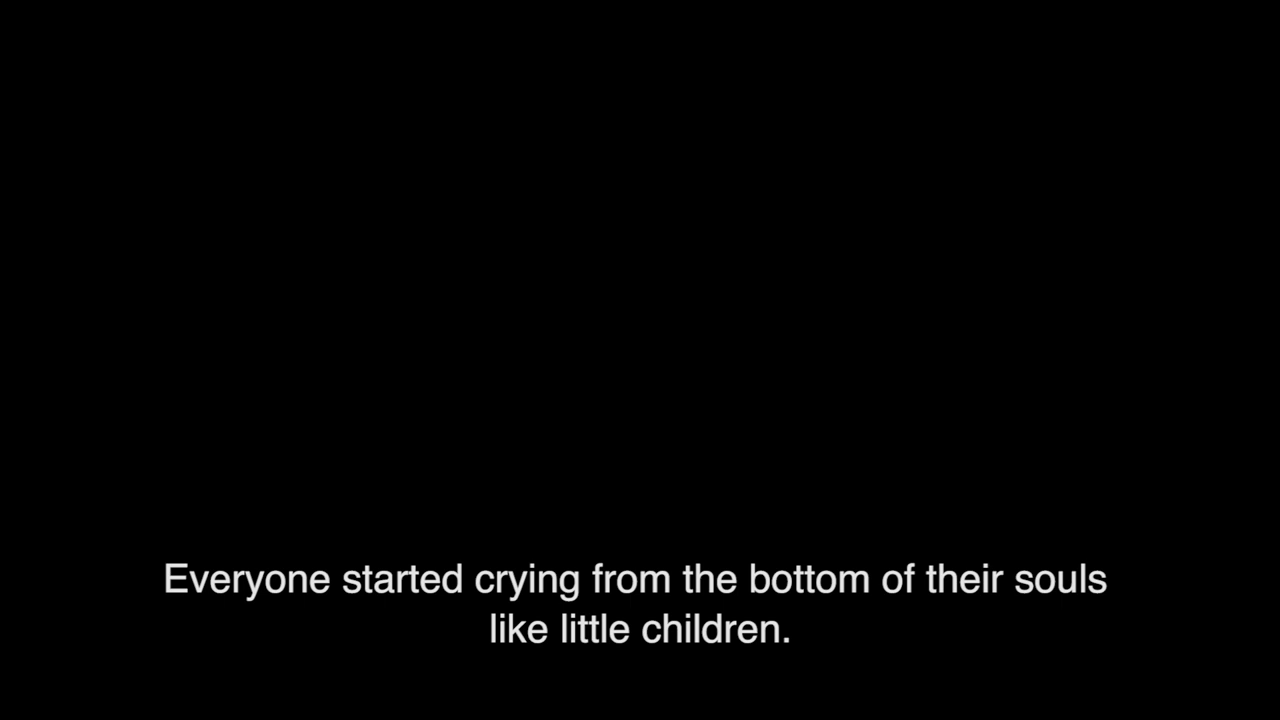 Everyone started crying from the bottom of their souls
like little children.